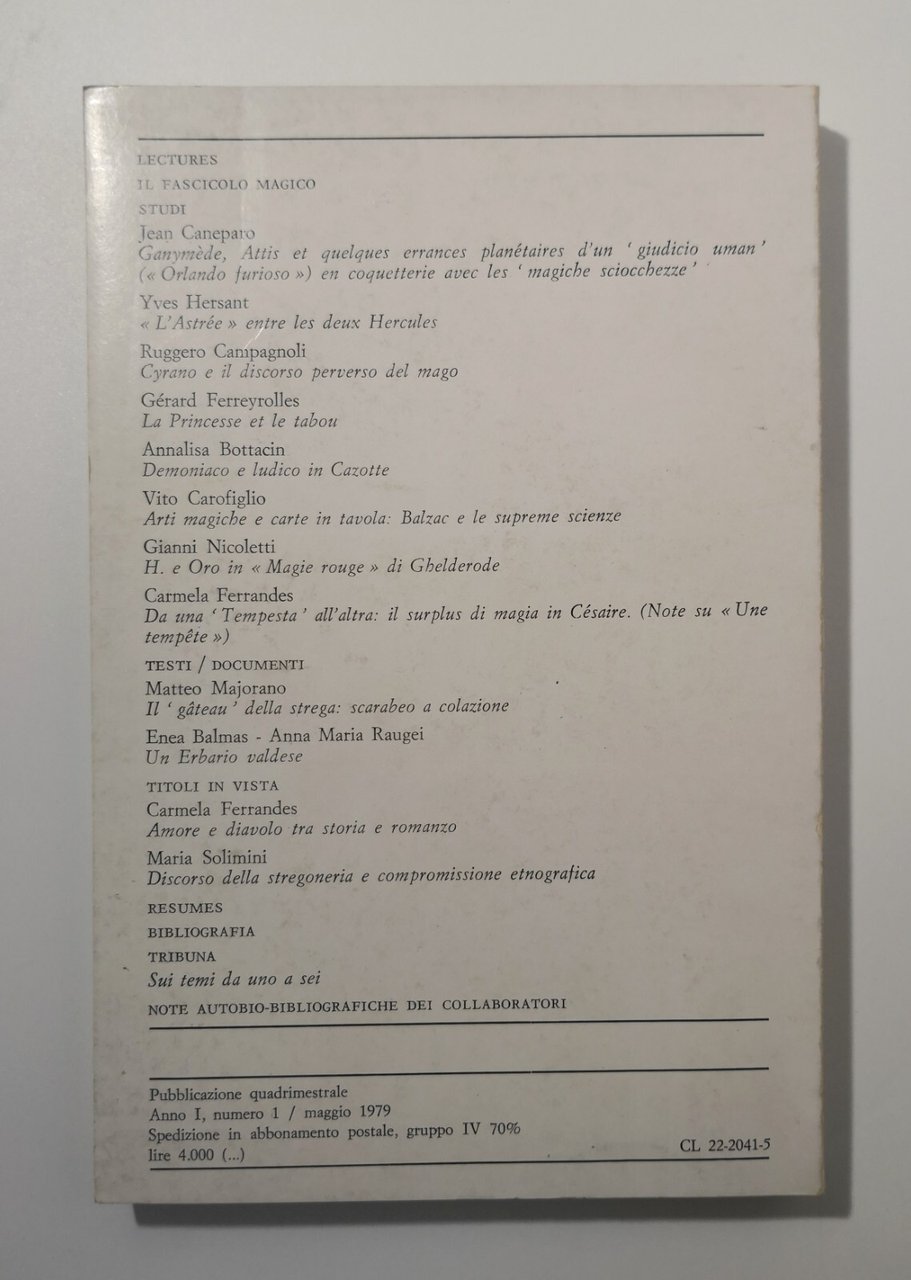 LECTURES
IL FASCICOLO MAGICO
STUDI
Jean Caneparo
Ganymède, Attis et quelques errances planétaires d'un ‘ giudicio uman ’
(« Orlando furioso ») en coquetterie avec les ‘ magiche sciocchezze ’
Yves Hersant
« L'Astrée » entre les deux Hercules
Ruggero Campagnoli
Cyrano e il discorso perverso del mago
Gérard Ferreyrolles
La Princesse et le tabou
Annalisa Bottacin
Demoniaco e ludico in Cazotte
Vito Carofiglio
Arti magiche e carte in tavola: Balzac e le supreme scienze
Gianni Nicoletti
H. e Oro in « Magie rouge » di Ghelderode
Carmela Ferrandes
Da una ‘ Tempesta ’ all'altra: il surplus di magia in Césaire. (Note su « Une
tempête »)
TESTI / DOCUMENTI
Matteo Majorano
Il ‘ gâteau ’ della strega: scarabeo a colazione
Enea Balmas - Anna Maria Raugei
Un Erbario valdese
TITOLI IN VISTA
Carmela Ferrandes
Amore e diavolo tra storia e romanzo
Maria Solimini
Discorso della stregoneria e compromissione etnografica
RESUMES
BIBLIOGRAFIA
TRIBUNA
Sui temi da uno a sei
NOTE AUTOBIO-BIBLIOGRAFICHE DEI COLLABORATORI
Pubblicazione quadrimestrale
Anno I, numero 1 / maggio 1979
Spedizione in abbonamento postale, gruppo IV 70%
lire 4.000 (...)
CL 22-2041-5